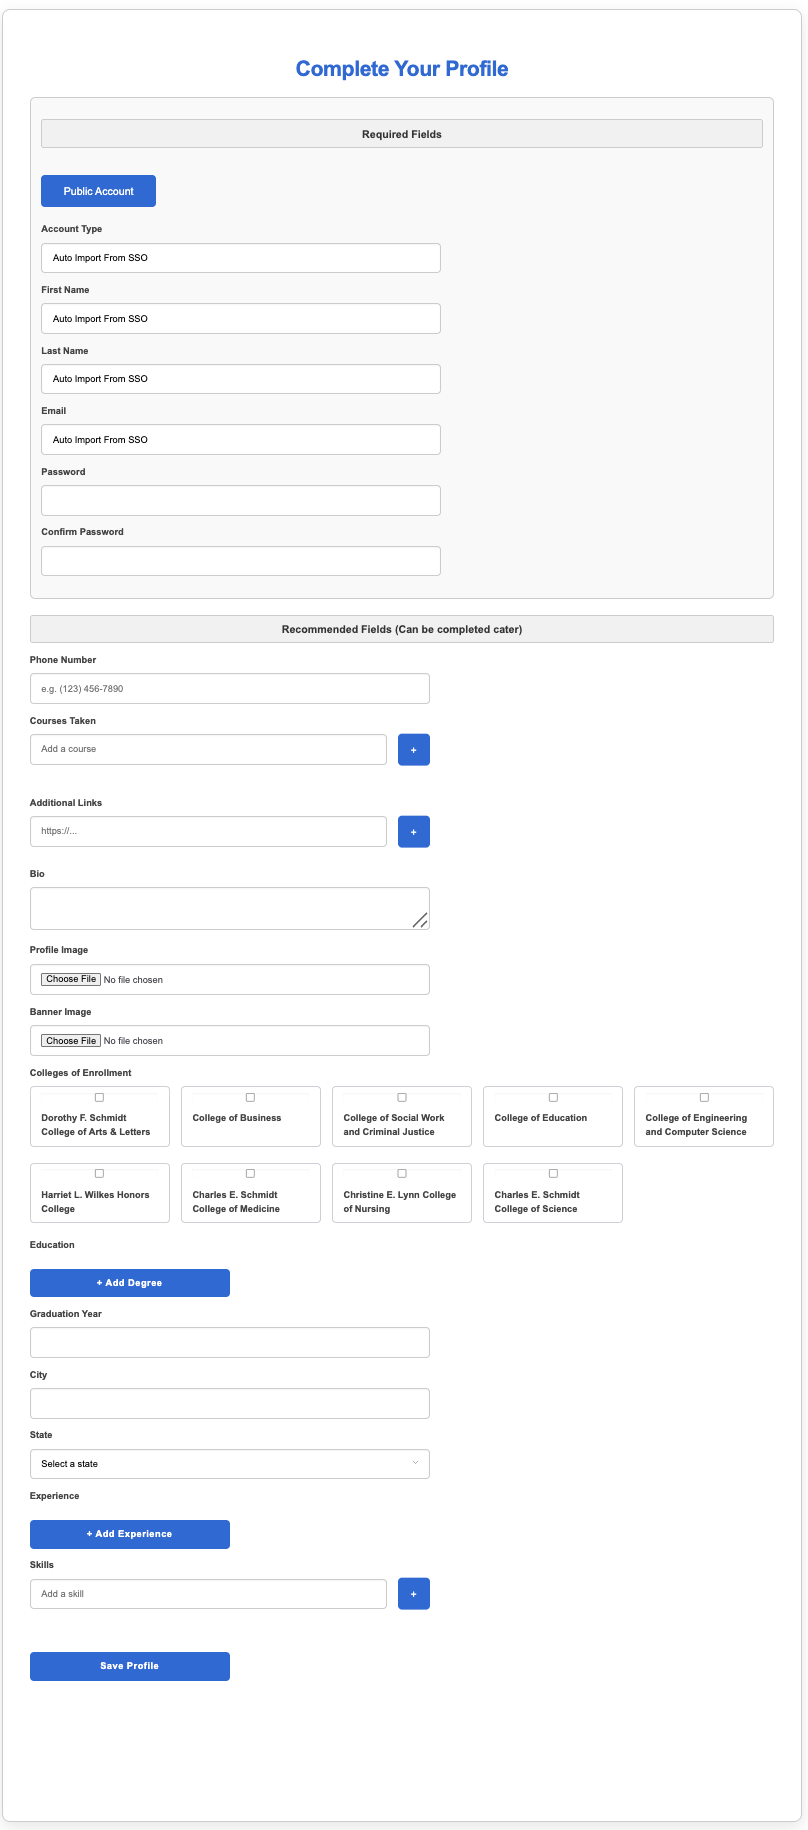 Complete Your Profile
Required Fields
Public Account
Account Type
Auto Import From SSO
First Name
Auto Import From SSO
Last Name
Auto Import From SSO
Email
Auto Import From SSO
Password
Confirm Password
Recommended Fields (Can be completed cater)
Phone Number
e.g. (123) 456-7890
Courses Taken
Add a course
+
Additional Links
https://...
+
Bio
Profile Image
Choose File No file chosen
Banner Image
Choose File No file chosen
Colleges of Enrollment
Dorothy F. Schmidt
College of Arts & Letters
College of Business
College of Social Work
and Criminal Justice
College of Education
College of Engineering
and Computer Science
Harriet L. Wilkes Honors
College
Charles E. Schmidt
College of Medicine
Christine E. Lynn College
of Nursing
Charles E. Schmidt
College of Science
Education
+ Add Degree
Graduation Year
City
State
Select a state
Experience
+ Add Experience
Skills
Add a skill
+
Save Profile